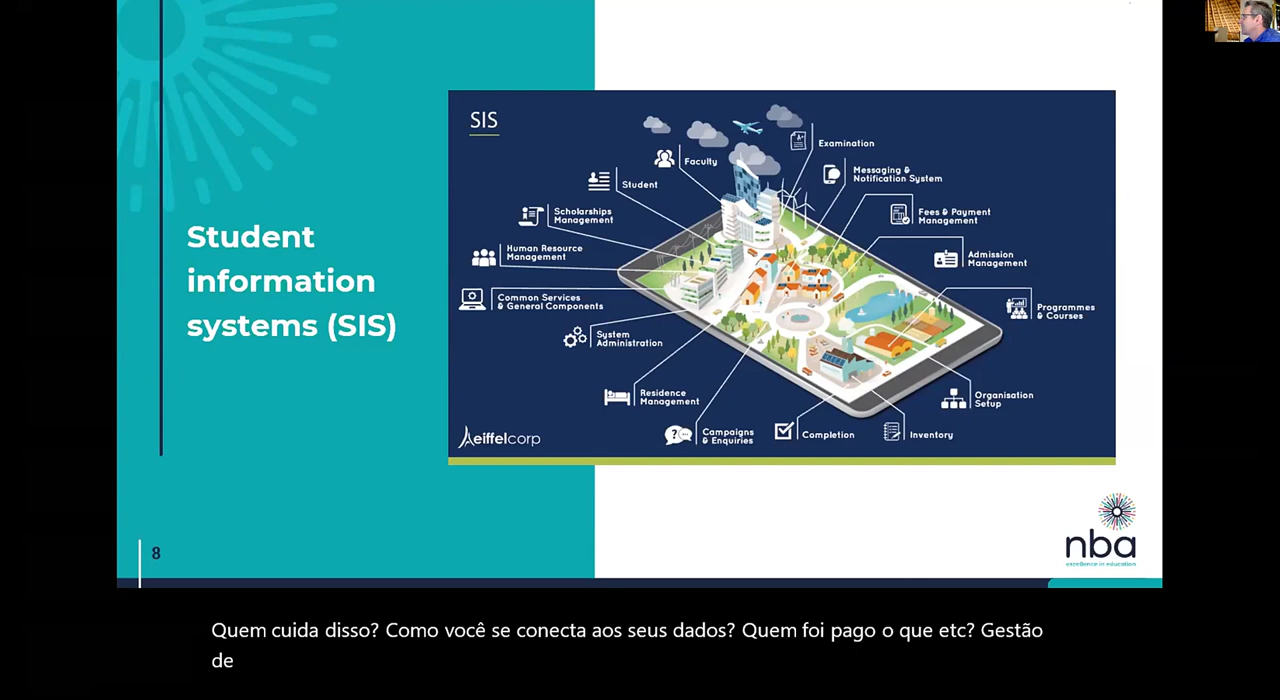 Student
information
systems (SIS)
8
SIS
Faculty
Student
Scholarships
Management
Human Resource
Management
Common Services
& General Components
System
Administration
Residence
Management
Campaigns
& Enquiries
Completion
Inventory
Organisation
Setup
Programmes
& Courses
Admission
Management
Fees & Payment
Management
Messaging &
Notification System
Examination
eiffelcorp
nba
excellence in education
Quem cuida disso? Como você se conecta aos seus dados? Quem foi pago o que etc? Gestão
de